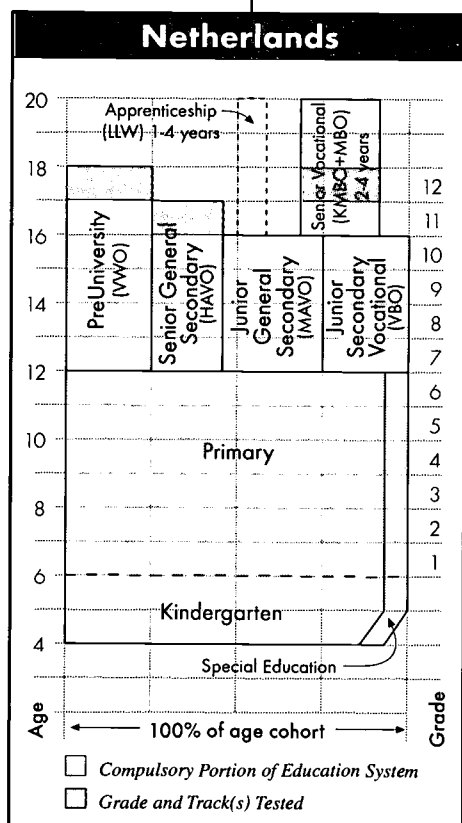 Netherlands
20
18
16
14
12
10
8
6
4
Age
Apprenticeship
(LLW) 1-4 years
Senior Vocational
(KMBO+MBO)
2-4 years
PreUniversity
(VWO)
Senior General
Secondary
(HAVO)
Junior
General
Secondary
(MAVO)
Junior
Secondary
Vocational
(VBO)
Primary
Kindergarten
Special Education
12
11
10
9
8
7
6
5
4
3
2
1
Grade
100% of age cohort
Compulsory Portion of Education System
Grade and Track(s) Tested